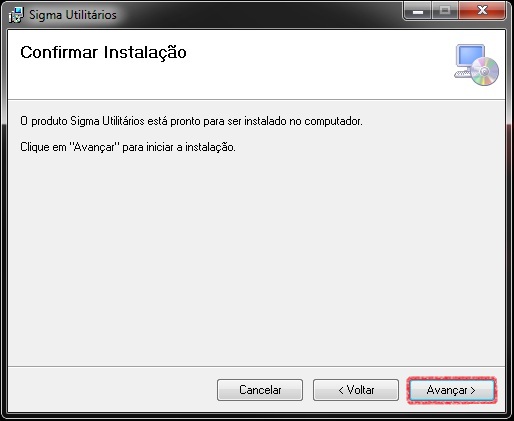 Sigma Utilitários
Confirmar Instalação
O produto Sigma Utilitários está pronto para ser instalado no computador.
Clique em "Avançar" para iniciar a instalação.
Cancelar
< Voltar
Avançar >